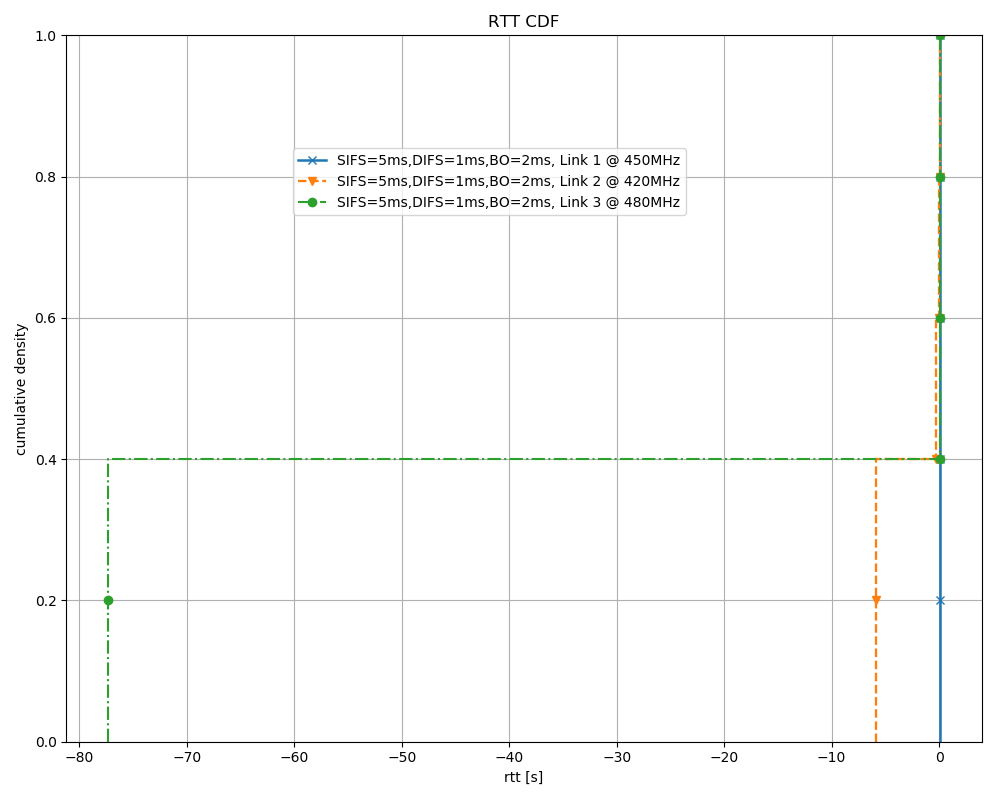 RTT CDF
1.0
0.8
0.6
0.4
0.2
0.0
cumulative density
SIFS=5ms,DIFS=1ms,BO=2ms, Link 1 @ 450MHz
SIFS=5ms,DIFS=1ms,BO=2ms, Link 2 @ 420MHz
SIFS=5ms,DIFS=1ms,BO=2ms, Link 3 @ 480MHz
−80 −70 −60 −50 −40 −30 −20 −10 0
rtt [s]